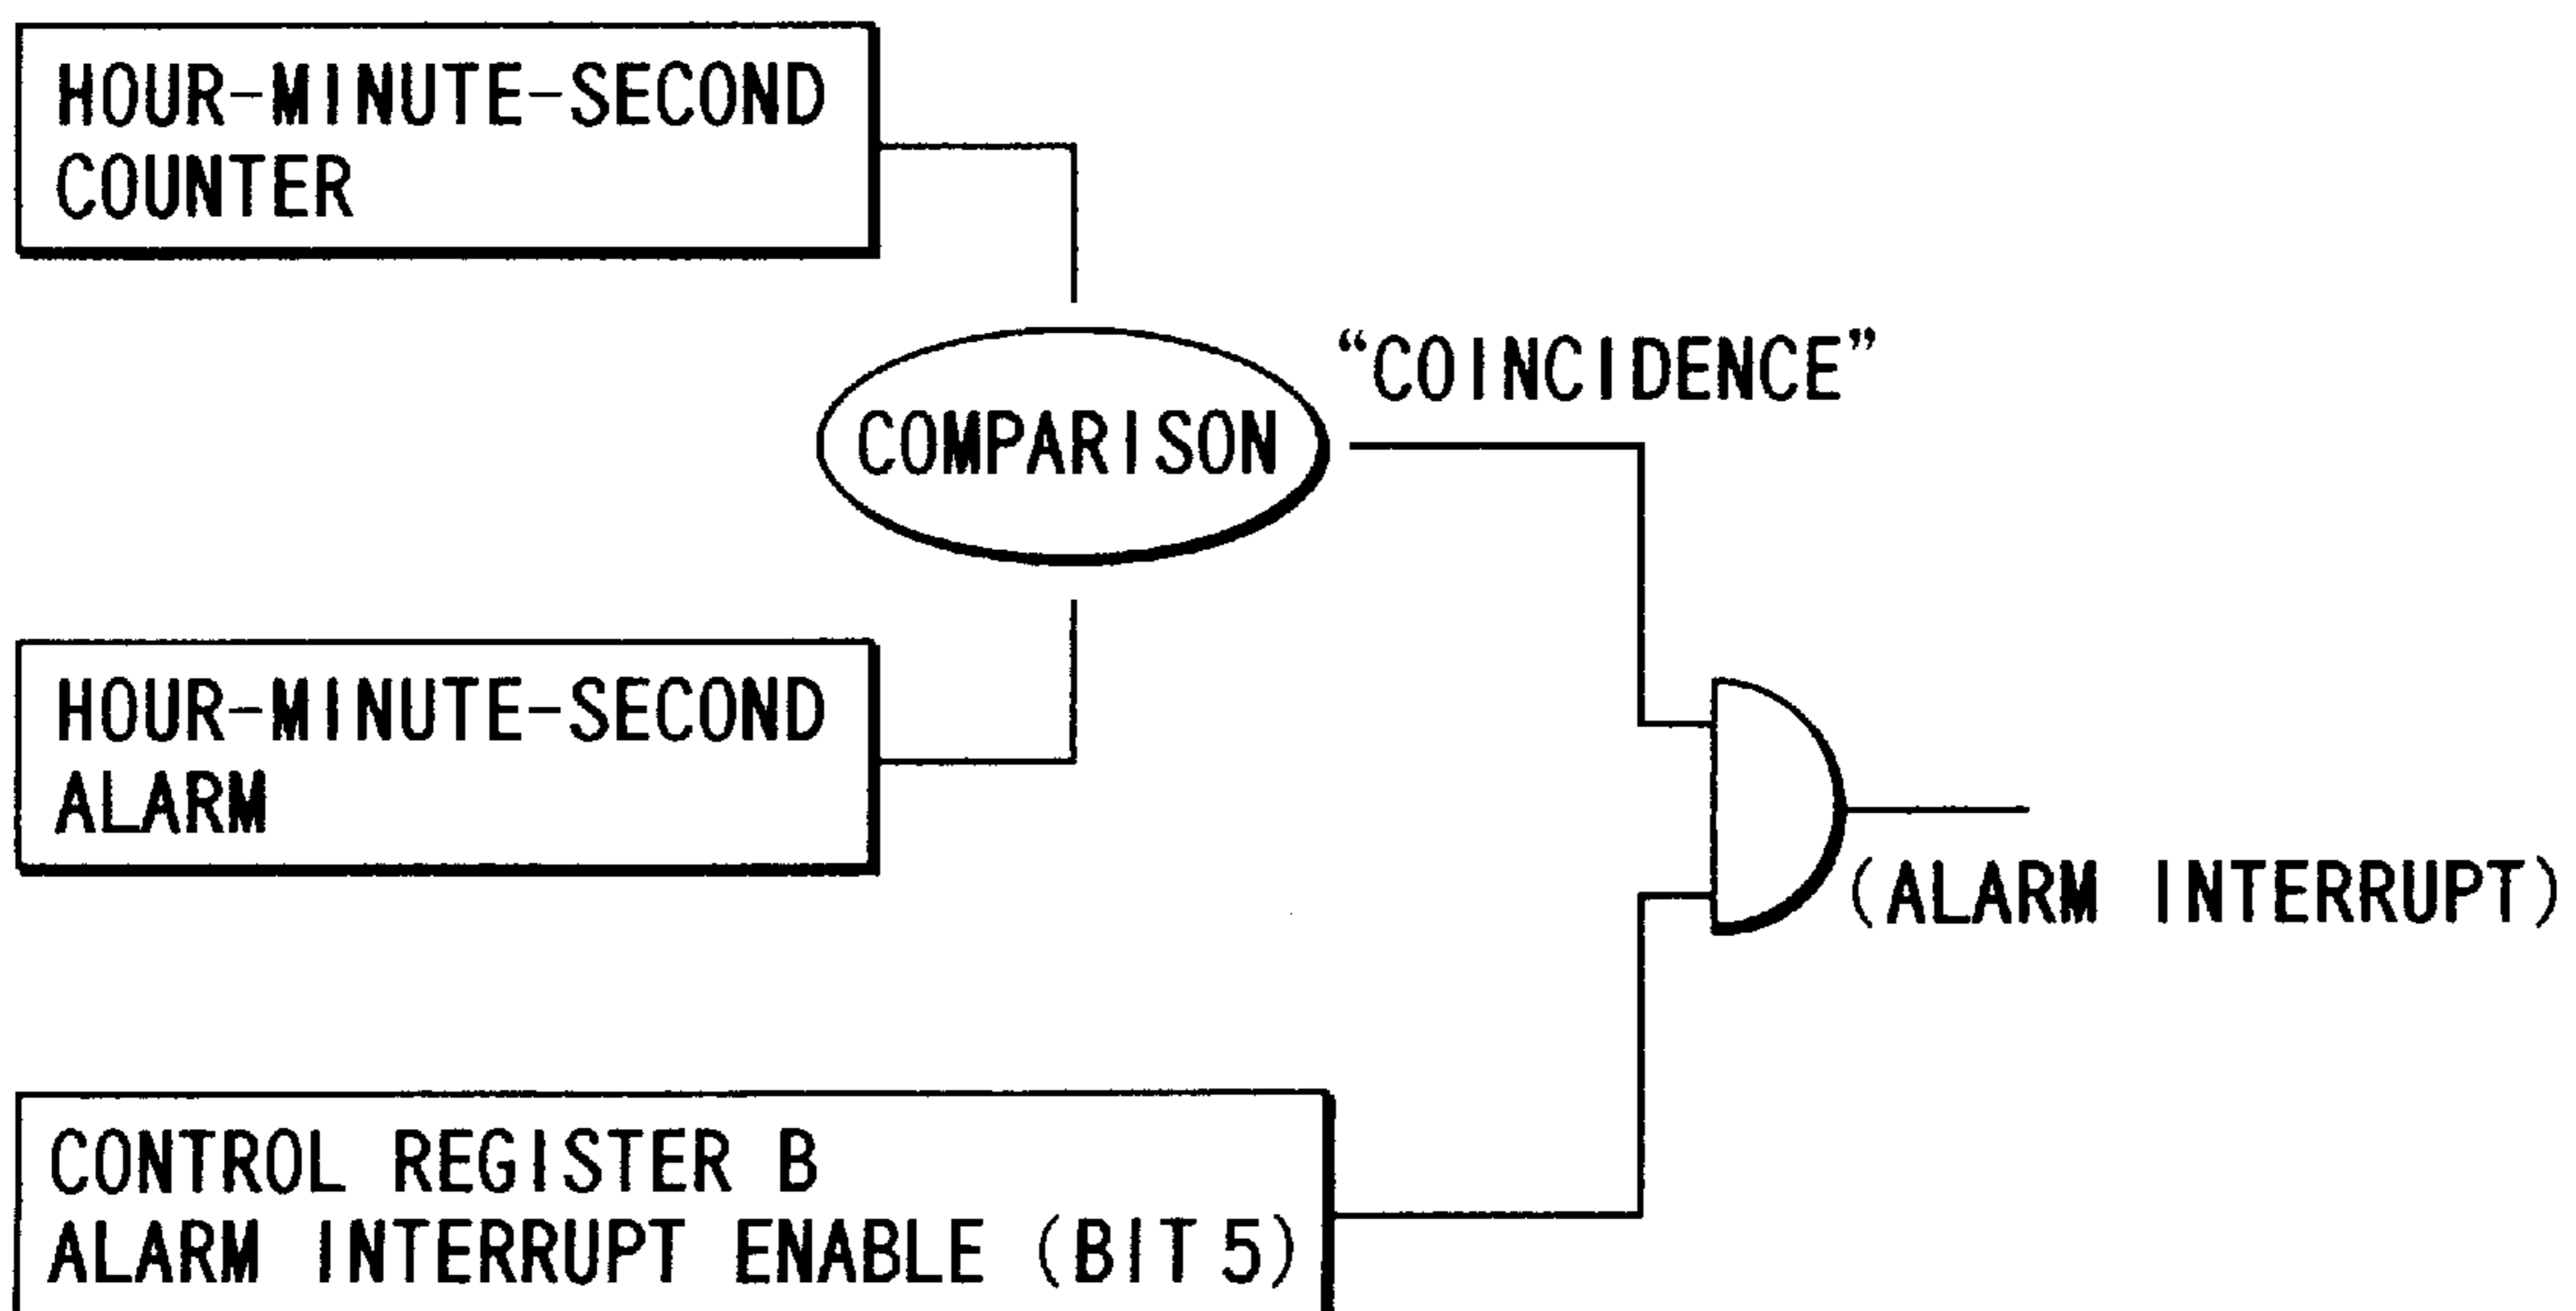 HOUR-MINUTE-SECOND
COUNTER
“COINCIDENCE”
COMPARISON
HOUR-MINUTE-SECOND
ALARM
(ALARM INTERRUPT)
CONTROL REGISTER B
ALARM INTERRUPT ENABLE (BIT 5)